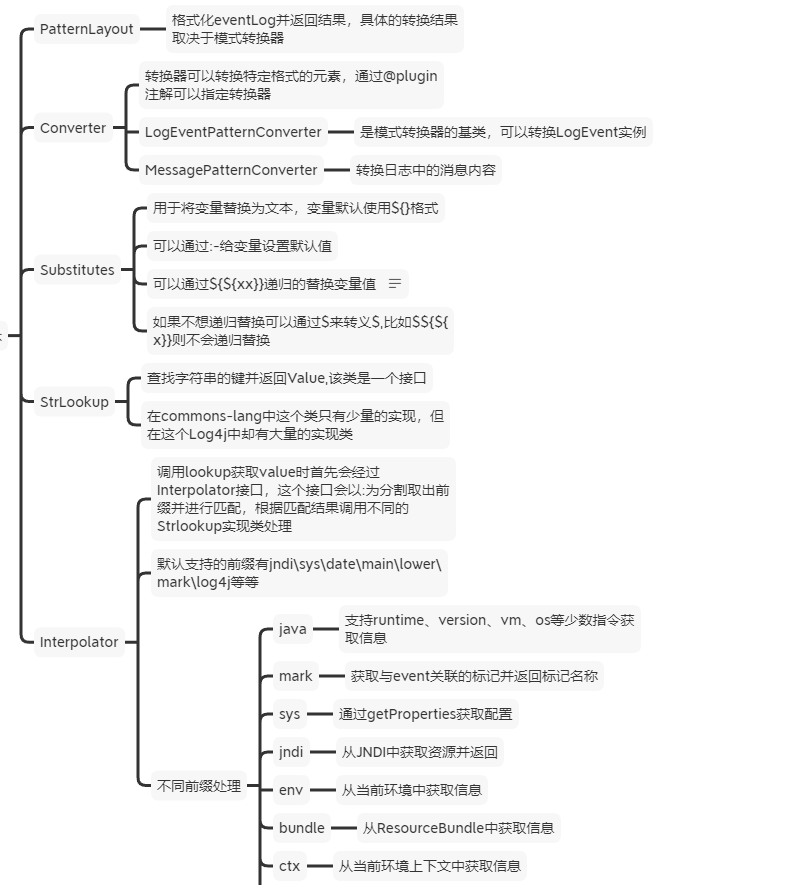 PatternLayout
格式化eventLog并返回结果，具体的转换结果
取决于模式转换器
Converter
转换器可以转换特定格式的元素，通过@plugin
注解可以指定转换器
LogEventPatternConverter
是模式转换器的基类，可以转换LogEvent实例
MessagePatternConverter
转换日志中的消息内容
Substitutes
用于将变量替换为文本，变量默认使用${}格式
可以通过:-给变量设置默认值
可以通过${${xx}}递归的替换变量值
如果不想递归替换可以通过$来转义$,比如$${${
x}}则不会递归替换
StrLookup
查找字符串的键并返回Value,该类是一个接口
在commons-lang中这个类只有少量的实现，但
在这个Log4j中却有大量的实现类
Interpolator
调用lookup获取value时首先会经过
Interpolator接口，这个接口会以:为分割取出前
缀并进行匹配，根据匹配结果调用不同的
Strlookup实现类处理
默认支持的前缀有jndi\sys\date\main\lower\
mark\log4j等等
不同前缀处理
java
支持runtime、version、vm、os等少数指令获
取信息
mark
获取与event关联的标记并返回标记名称
sys
通过getProperties获取配置
jndi
从JNDI中获取资源并返回
env
从当前环境中获取信息
bundle
从ResourceBundle中获取信息
ctx
从当前环境上下文中获取信息